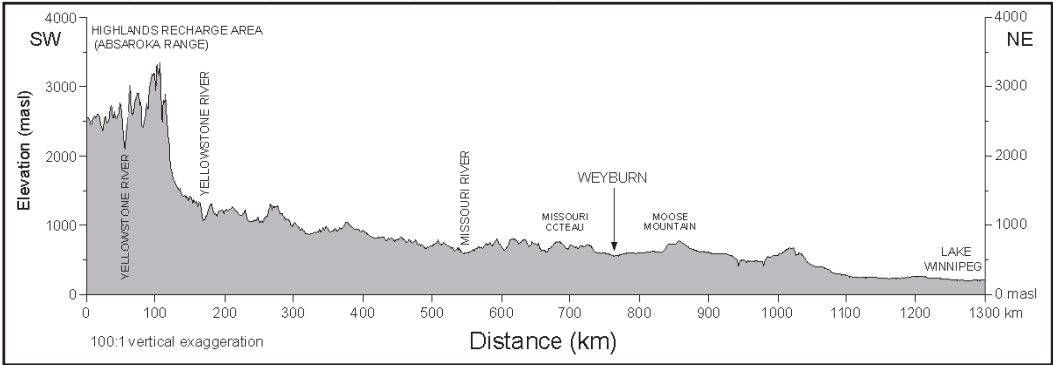 4000
SW
HIGHLANDS RECHARGE AREA
(ABSAROKA RANGE)
4000
NE
3000
YELLOWSTONE RIVER
3000
Elevation (masl)
2000
2000
YELLOWSTONE RIVER
MISSOURI RIVER
WEYBURN
MISSOURI
CCTEAU
MOOSE
MOUNTAIN
1000
1000
LAKE
WINNIPEG
0
0 masl
0 100 200 300 400 500 600 700 800 900 1000 1100 1200 1300 km
100:1 vertical exaggeration
Distance (km)